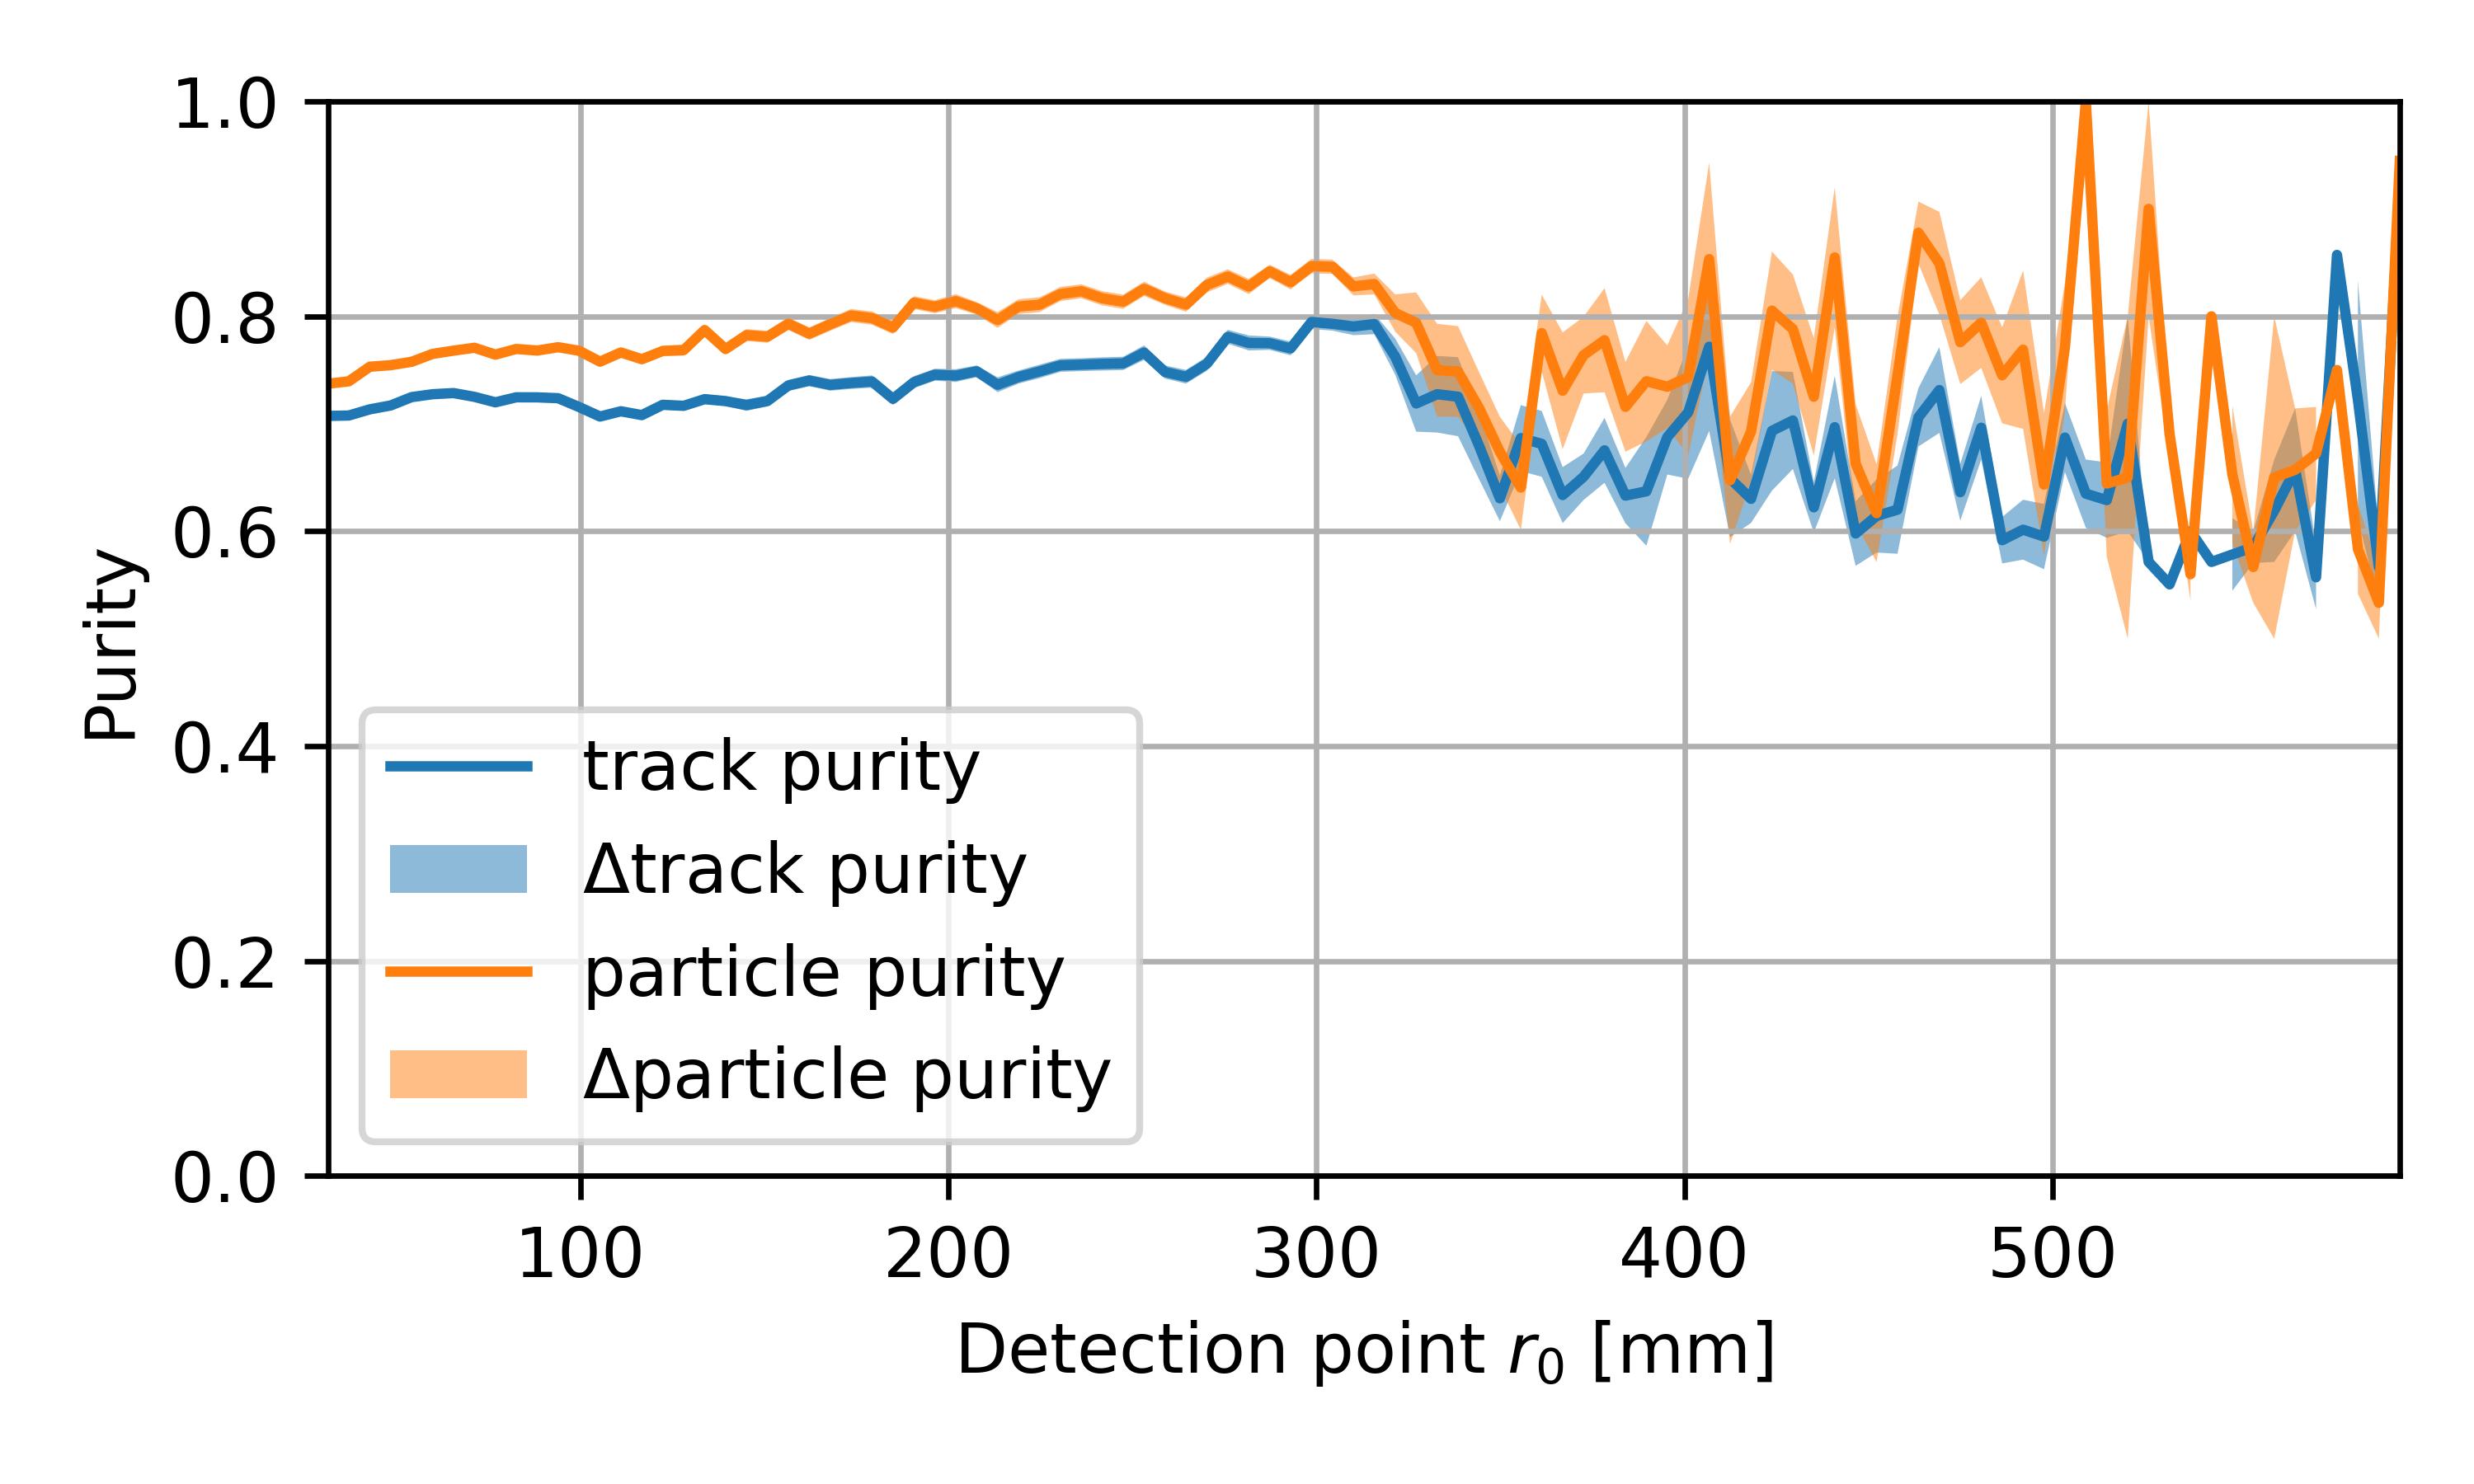 1.0
0.8
0.6
0.4
0.2
0.0
Purity
track purity
Δtrack purity
particle purity
Δparticle purity
100 200 300 400 500
Detection point r₀ [mm]